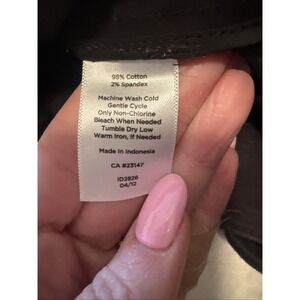 98% Cotton
2% Spandex
Machine Wash Cold
Gentle Cycle
Only Non-Chlorine
Bleach When Needed
Tumble Dry Low
Warm Iron, If Needed
Made in Indonesia
CA #23147
ID2826
04/12